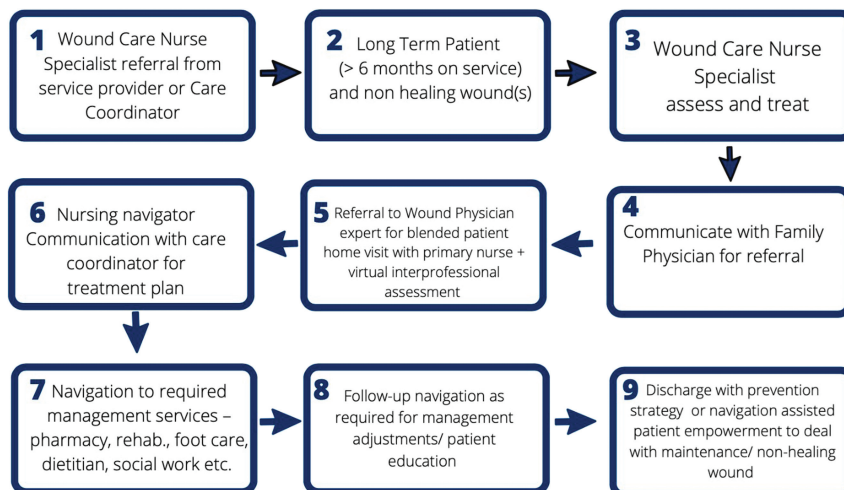 1 Wound Care Nurse
Specialist referral from
service provider or Care
Coordinator
2 Long Term Patient
(> 6 months on service)
and non healing wound(s)
3 Wound Care Nurse
Specialist
assess and treat
4
Communicate with Family
Physician for referral
5 Referral to Wound Physician
expert for blended patient
home visit with primary nurse +
virtual interprofessional
assessment
6 Nursing navigator
Communication with care
coordinator for
treatment plan
7 Navigation to required
management services –
pharmacy, rehab., foot care,
dietitian, social work etc.
8 Follow-up navigation as
required for management
adjustments/ patient
education
9 Discharge with prevention
strategy or navigation assisted
patient empowerment to deal
with maintenance/ non-healing
wound